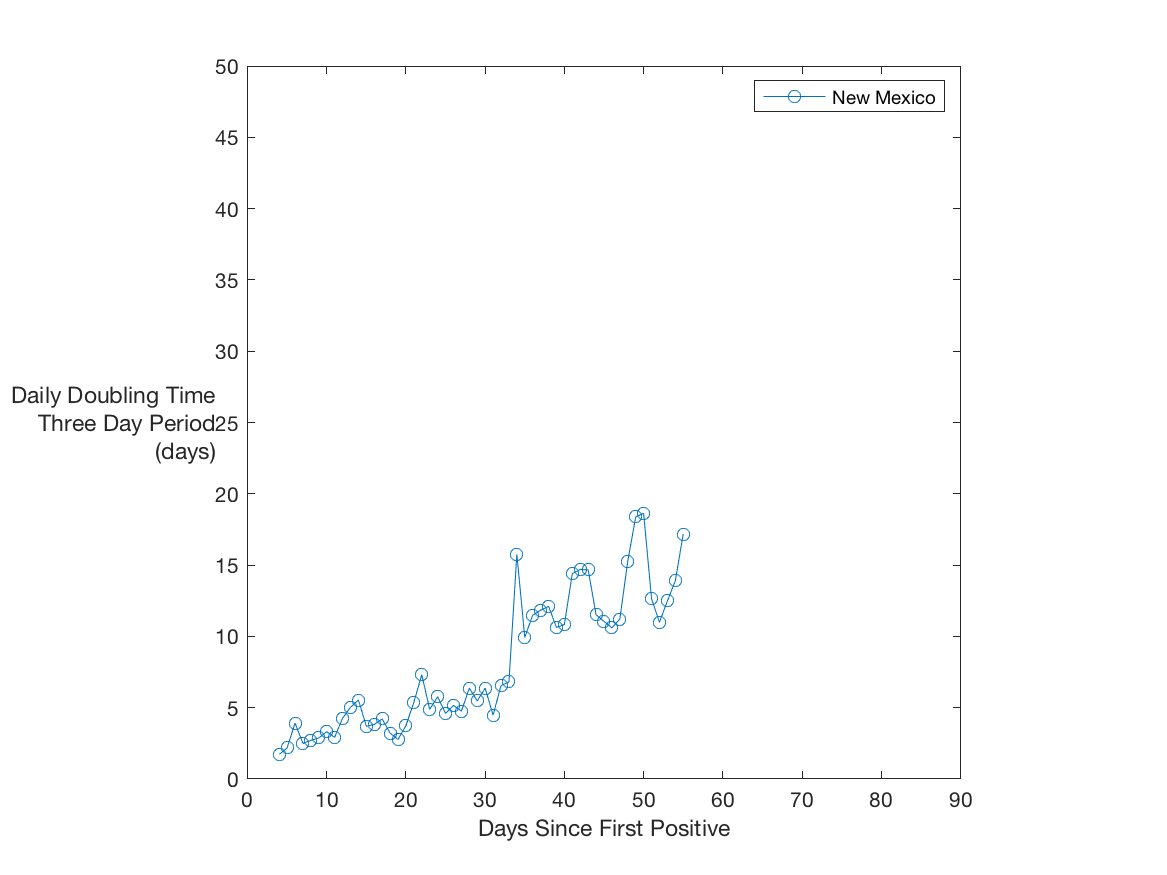 50
New Mexico
45
40
35
30
Daily Doubling Time
Three Day Period
25
(days)
20
15
10
5
0
0 10 20 30 40 50 60 70 80 90
Days Since First Positive